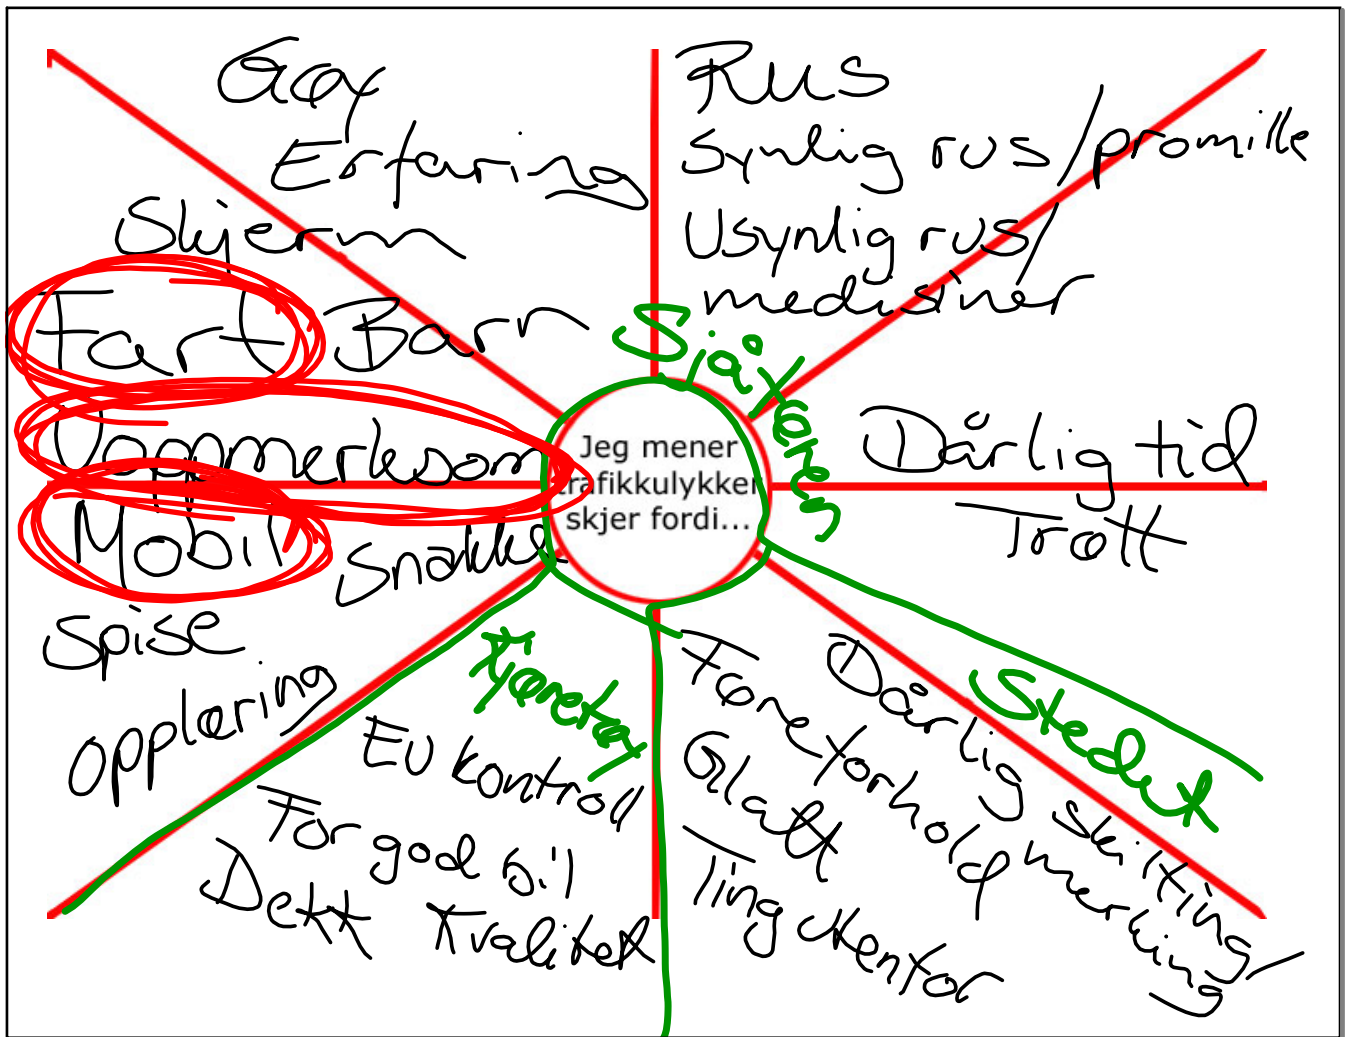 Gøy
Erfaring
Skjerm
Fart Barn
Uoppmerksom
Mobil snakke
spise
opplæring
RUS
Synlig rus/promille
Usynlig rus/
medisiner
Sjåføren
Jeg mener
trafikkulykker
skjer fordi...
Dårlig tid
Trøtt
Stedet
Dårlig skilting/
merking
Føreforhold
Glatt
Ting utenfor
Kjøretøy
EU kontroll
For god bil
Dekk kvalitet